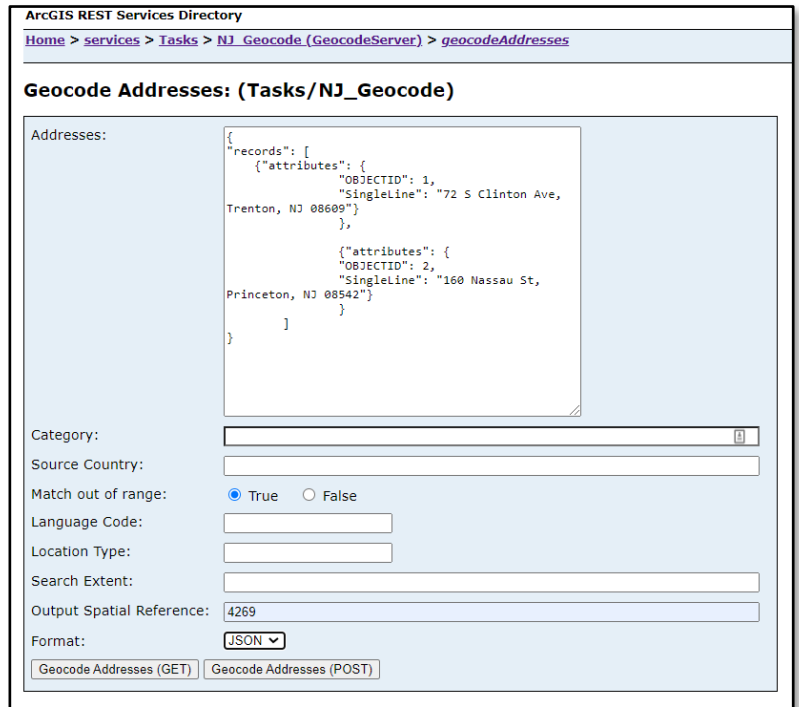 ArcGIS REST Services Directory
Home > services > Tasks > NJ_Geocode (GeocodeServer) > geocodeAddresses
Geocode Addresses: (Tasks/NJ_Geocode)
Addresses:
{
"records": [
{"attributes": {
"OBJECTID": 1,
"SingleLine": "72 S Clinton Ave,
Trenton, NJ 08609"}
},
{"attributes": {
"OBJECTID": 2,
"SingleLine": "160 Nassau St,
Princeton, NJ 08542"}
}
]
}
Category:
Source Country:
Match out of range: True False
Language Code:
Location Type:
Search Extent:
Output Spatial Reference: 4269
Format: JSON
Geocode Addresses (GET) Geocode Addresses (POST)